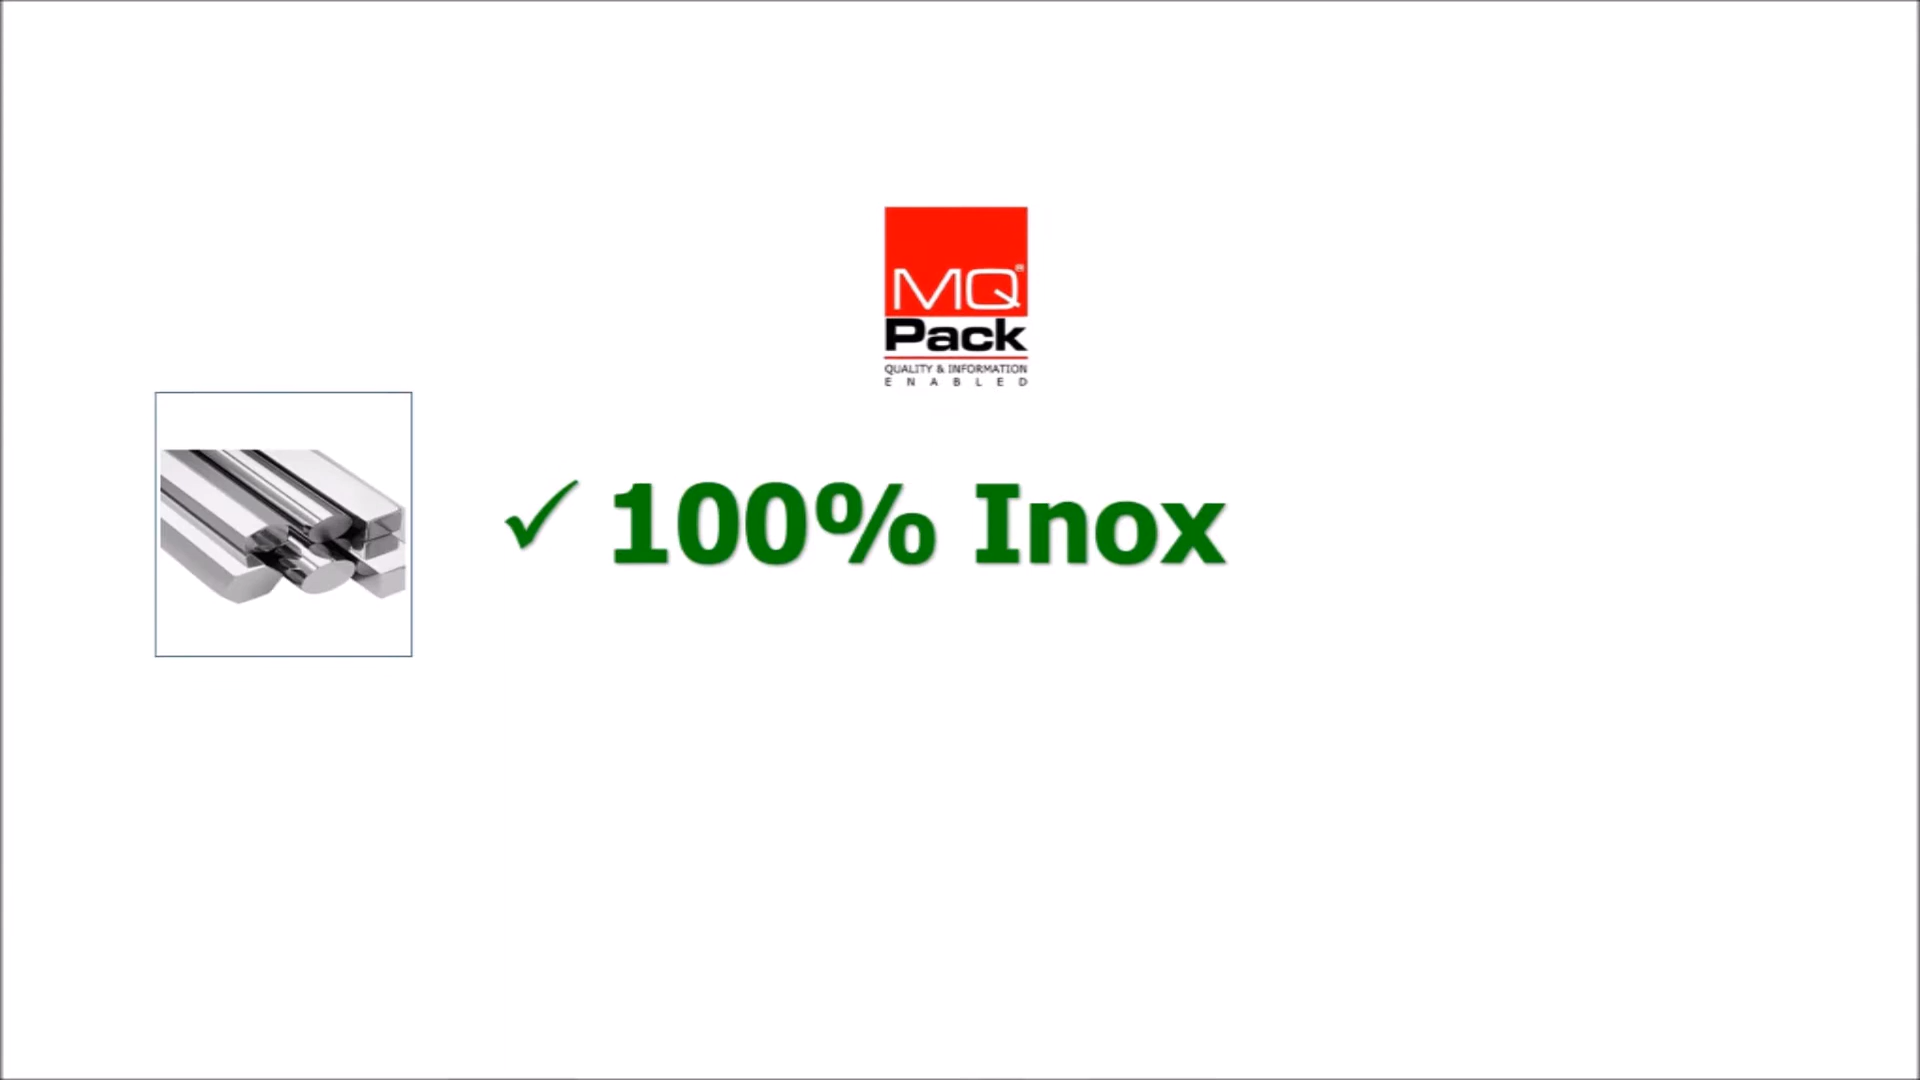 MQ®
Pack
QUALITY & INFORMATION
ENABLED
✓ 100% Inox